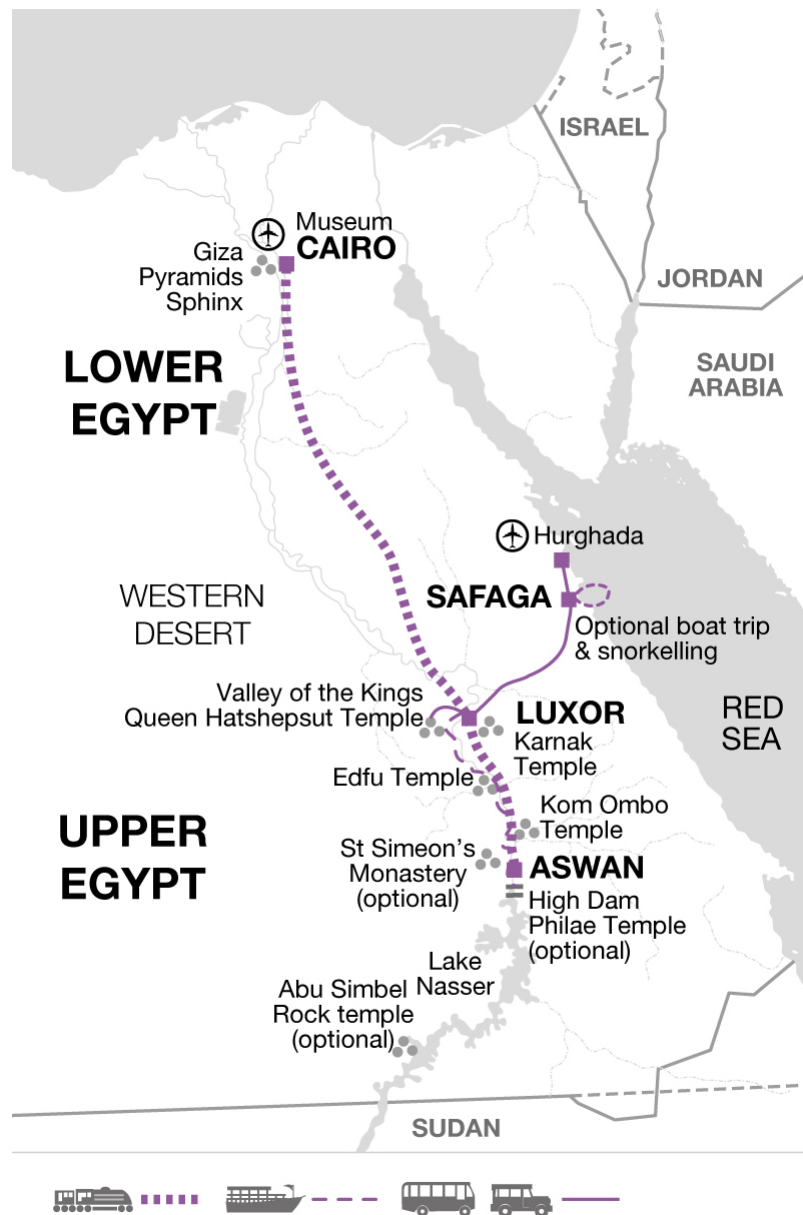 ISRAEL
Museum
CAIRO
Giza
Pyramids
Sphinx
JORDAN
SAUDI
ARABIA
LOWER
EGYPT
Hurghada
WESTERN
DESERT
SAFAGA
Optional boat trip
& snorkelling
Valley of the Kings
Queen Hatshepsut Temple
LUXOR
Karnak
Temple
RED
SEA
Edfu Temple
Kom Ombo
Temple
UPPER
EGYPT
St Simeon's
Monastery
(optional)
ASWAN
High Dam
Philae Temple
(optional)
Lake
Nasser
Abu Simbel
Rock temple
(optional)
SUDAN